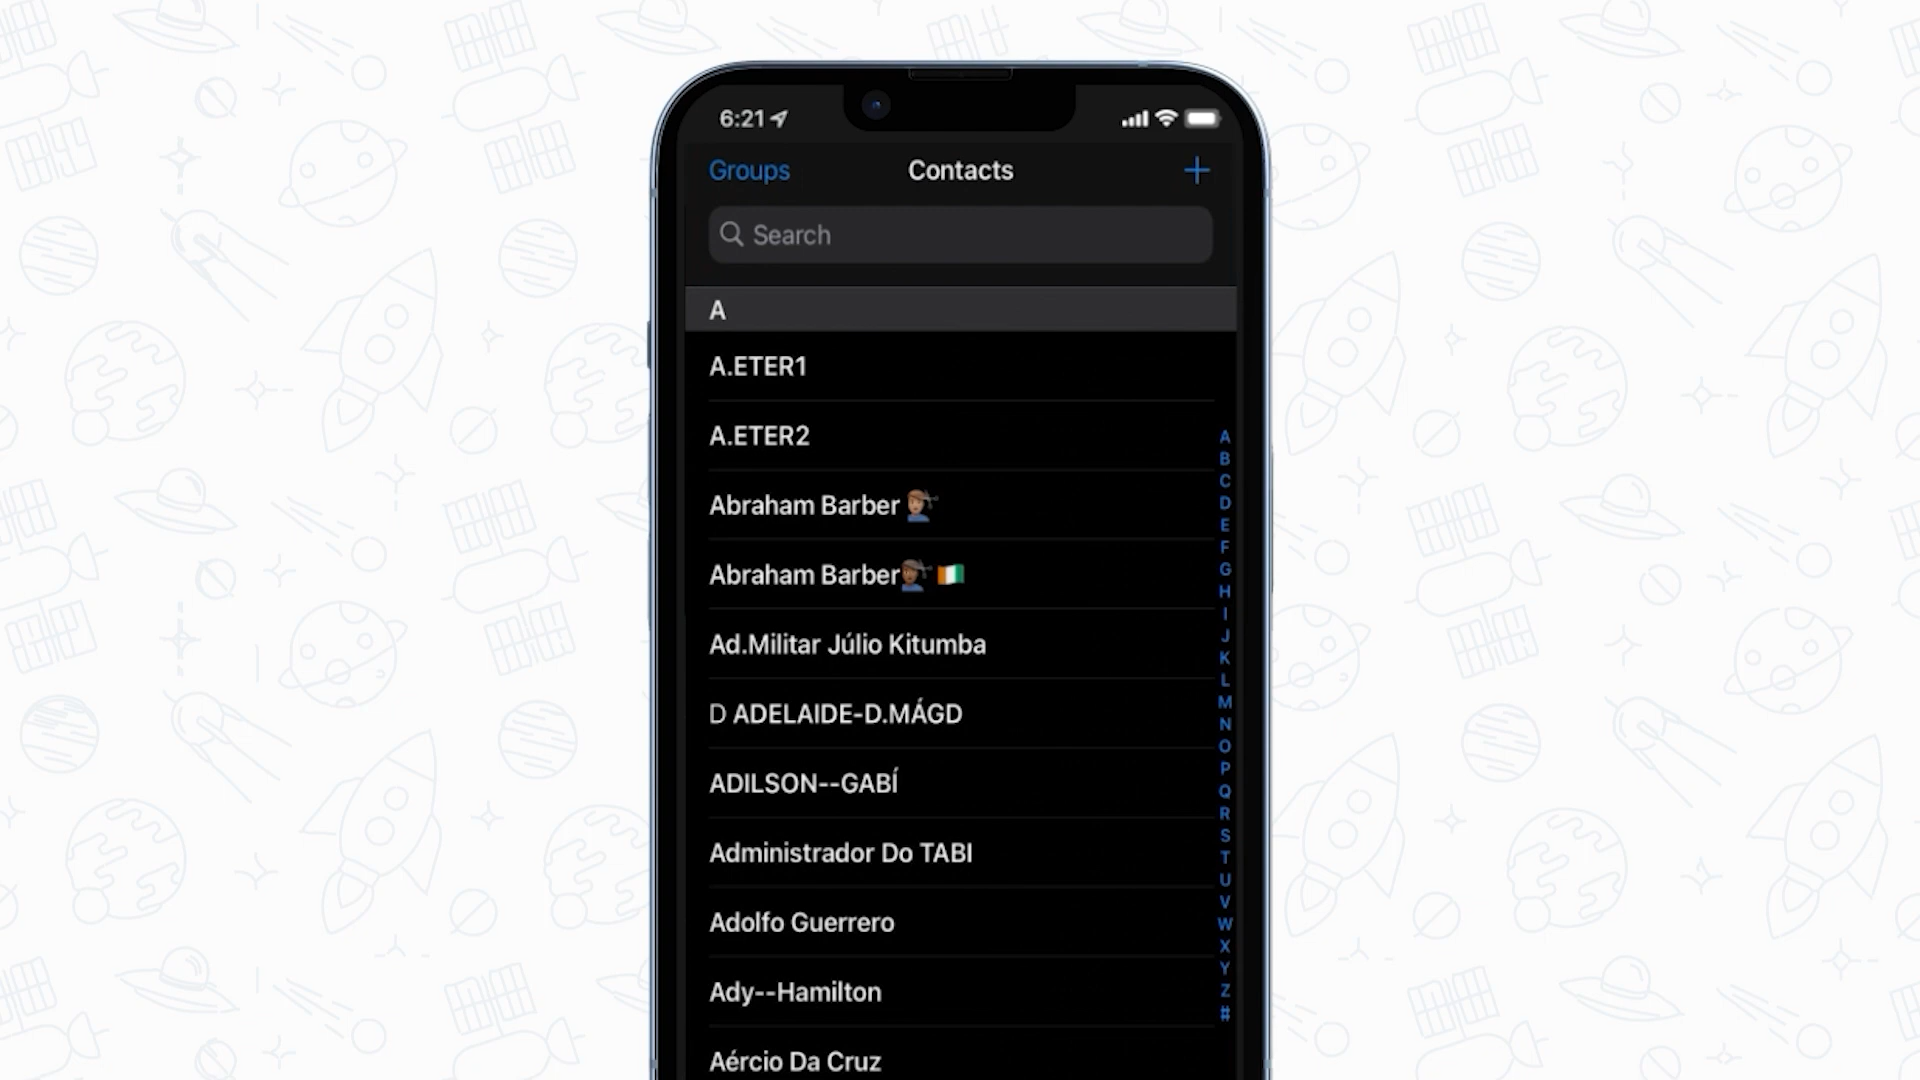 6:21
Groups Contacts +
Search
A
A.ETER1
A.ETER2
Abraham Barber 💇🏽‍♂️
Abraham Barber💇🏾‍♂️ 🇨🇮
Ad.Militar Júlio Kitumba
D ADELAIDE-D.MÁGD
ADILSON--GABÍ
Administrador Do TABI
Adolfo Guerrero
Ady--Hamilton
Aércio Da Cruz
A
B
C
D
E
F
G
H
I
J
K
L
M
N
O
P
Q
R
S
T
U
V
W
X
Y
Z
#